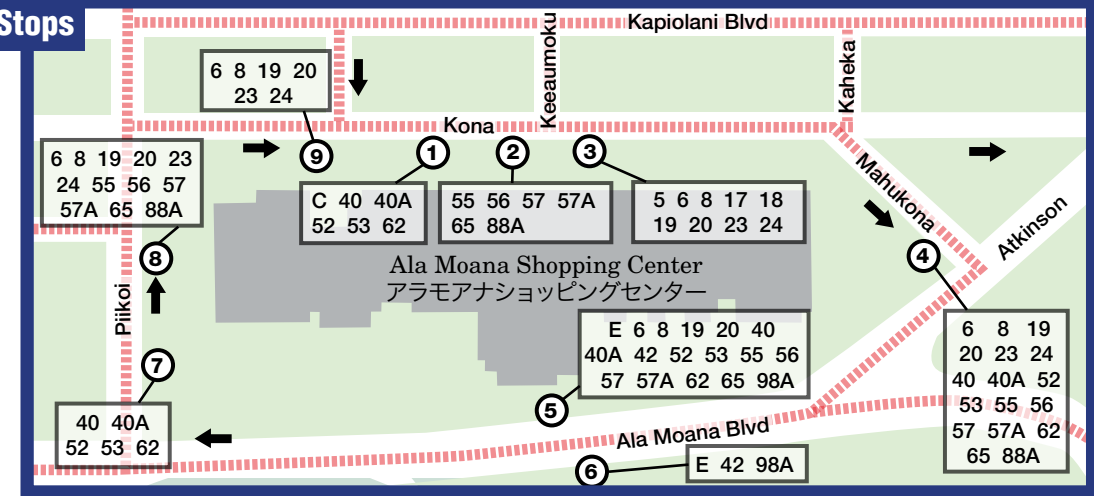 Stops
Kapiolani Blvd
Keeaumoku
Kaheka
6 8 19 20
23 24
Kona
9
1
2
3
6 8 19 20 23
24 55 56 57
57A 65 88A
C 40 40A
52 53 62
55 56 57 57A
65 88A
5 6 8 17 18
19 20 23 24
Mahukona
Atkinson
4
8
Ala Moana Shopping Center
アラモアナショッピングセンター
Piikoi
E 6 8 19 20 40
40A 42 52 53 55 56
57 57A 62 65 98A
6 8 19
20 23 24
40 40A 52
53 55 56
57 57A 62
65 88A
7
5
40 40A
52 53 62
Ala Moana Blvd
6
E 42 98A